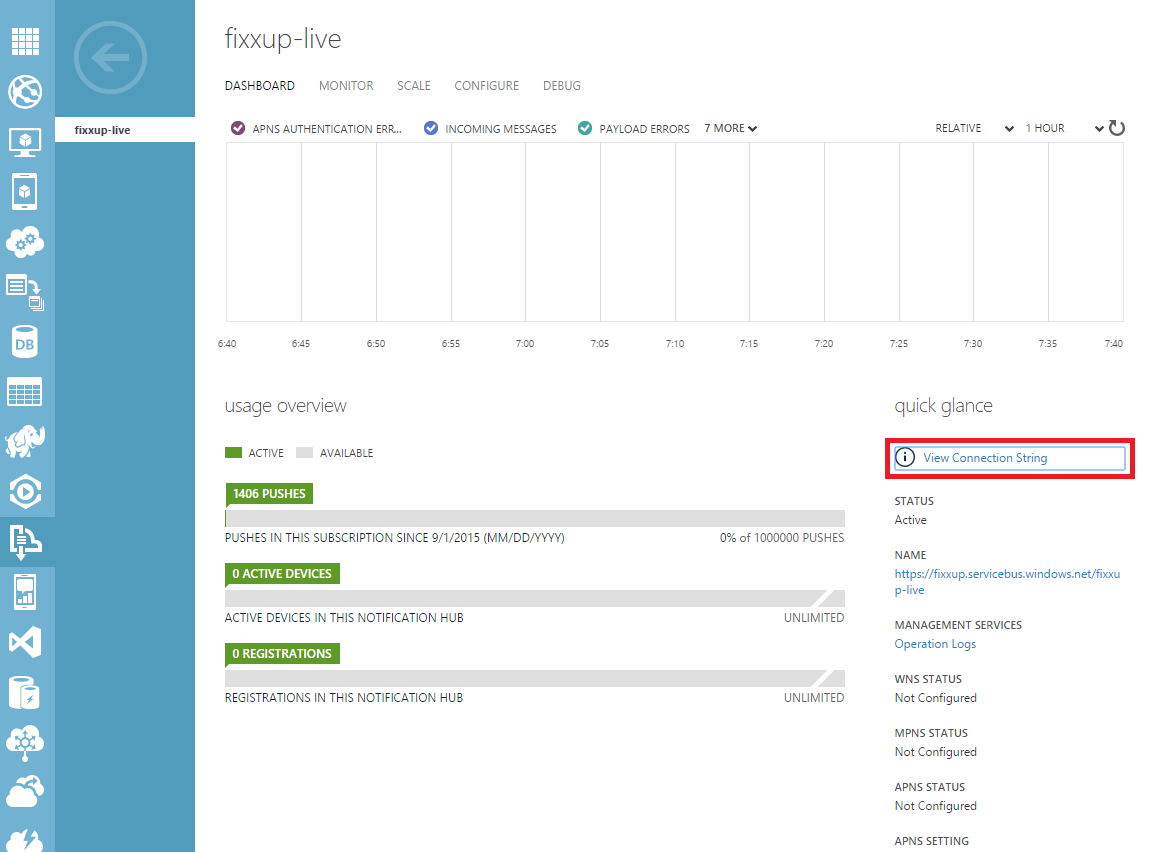 fixxup-live
fixxup-live
DASHBOARD MONITOR SCALE CONFIGURE DEBUG
APNS AUTHENTICATION ERR... INCOMING MESSAGES PAYLOAD ERRORS 7 MORE RELATIVE 1 HOUR
6:40 6:45 6:50 6:55 7:00 7:05 7:10 7:15 7:20 7:25 7:30 7:35 7:40
usage overview
ACTIVE AVAILABLE
1406 PUSHES
PUSHES IN THIS SUBSCRIPTION SINCE 9/1/2015 (MM/DD/YYYY) 0% of 1000000 PUSHES
0 ACTIVE DEVICES
ACTIVE DEVICES IN THIS NOTIFICATION HUB UNLIMITED
0 REGISTRATIONS
REGISTRATIONS IN THIS NOTIFICATION HUB UNLIMITED
quick glance
View Connection String
STATUS
Active
NAME
https://fixxup.servicebus.windows.net/fixxu
p-live
MANAGEMENT SERVICES
Operation Logs
WNS STATUS
Not Configured
MPNS STATUS
Not Configured
APNS STATUS
Not Configured
APNS SETTING
DB